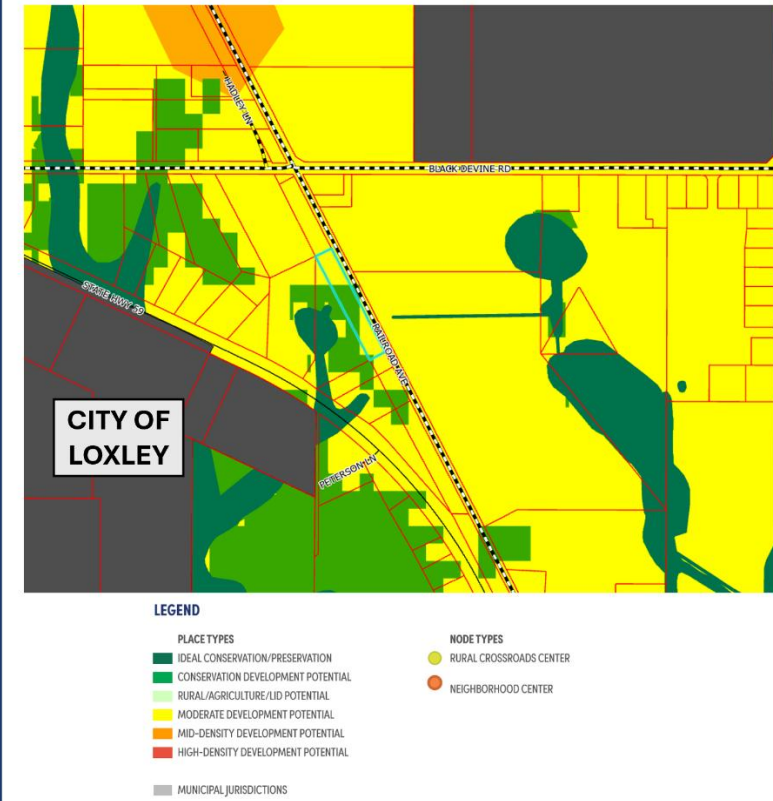 HADLEY LN
BLACK DEVINE RD
STATE HWY 59
RAILROAD AVE
CITY OF
LOXLEY
PETERSON LN
LEGEND
PLACE TYPES
IDEAL CONSERVATION/PRESERVATION
CONSERVATION DEVELOPMENT POTENTIAL
RURAL/AGRICULTURE/LID POTENTIAL
MODERATE DEVELOPMENT POTENTIAL
MID-DENSITY DEVELOPMENT POTENTIAL
HIGH-DENSITY DEVELOPMENT POTENTIAL
MUNICIPAL JURISDICTIONS
NODE TYPES
RURAL CROSSROADS CENTER
NEIGHBORHOOD CENTER